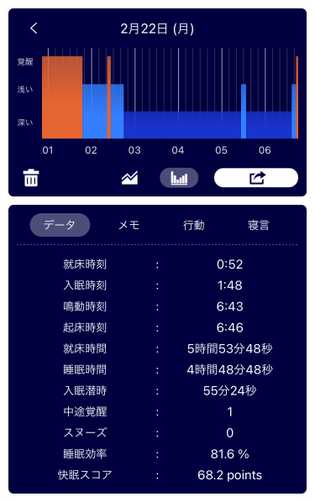 2月22日 (月)
覚醒
浅い
深い
01 02 03 04 05 06
データ メモ 行動 寝言
就床時刻 : 0:52
入眠時刻 : 1:48
鳴動時刻 : 6:43
起床時刻 : 6:46
就床時間 : 5時間53分48秒
睡眠時間 : 4時間48分48秒
入眠潜時 : 55分24秒
中途覚醒 : 1
スヌーズ : 0
睡眠効率 : 81.6 %
快眠スコア : 68.2 points